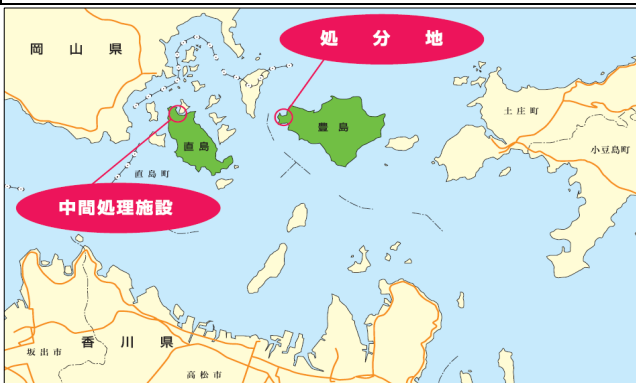 岡山県
処分地
土庄町
豊島
直島
小豆島町
直島町
中間処理施設
香川県
坂出市
高松市